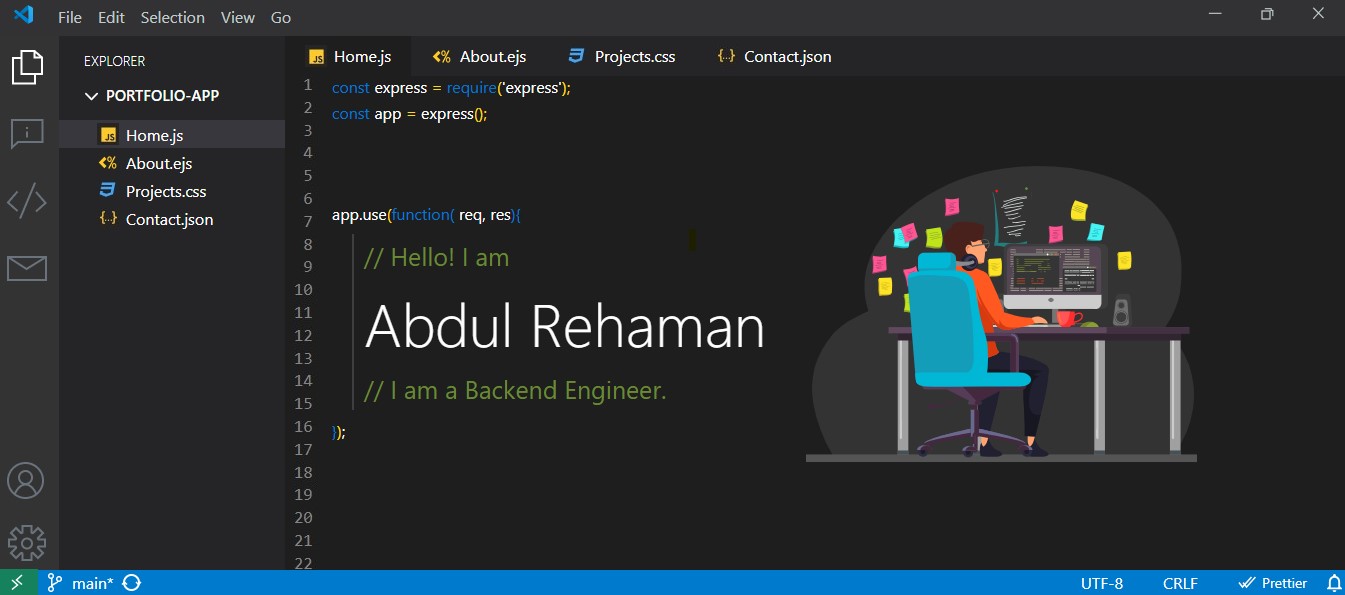 File Edit Selection View Go
EXPLORER
PORTFOLIO-APP
JS Home.js
<% About.ejs
Projects.css
{..} Contact.json
JS Home.js <% About.ejs Projects.css {..} Contact.json
1 const express = require('express');
2 const app = express();
3
4
5
6
7 app.use(function( req, res){
8 // Hello! I am
9
10
11 Abdul Rehaman
12
13
14 // I am a Backend Engineer.
15
16 });
17
18
19
20
21
22
main* UTF-8 CRLF Prettier